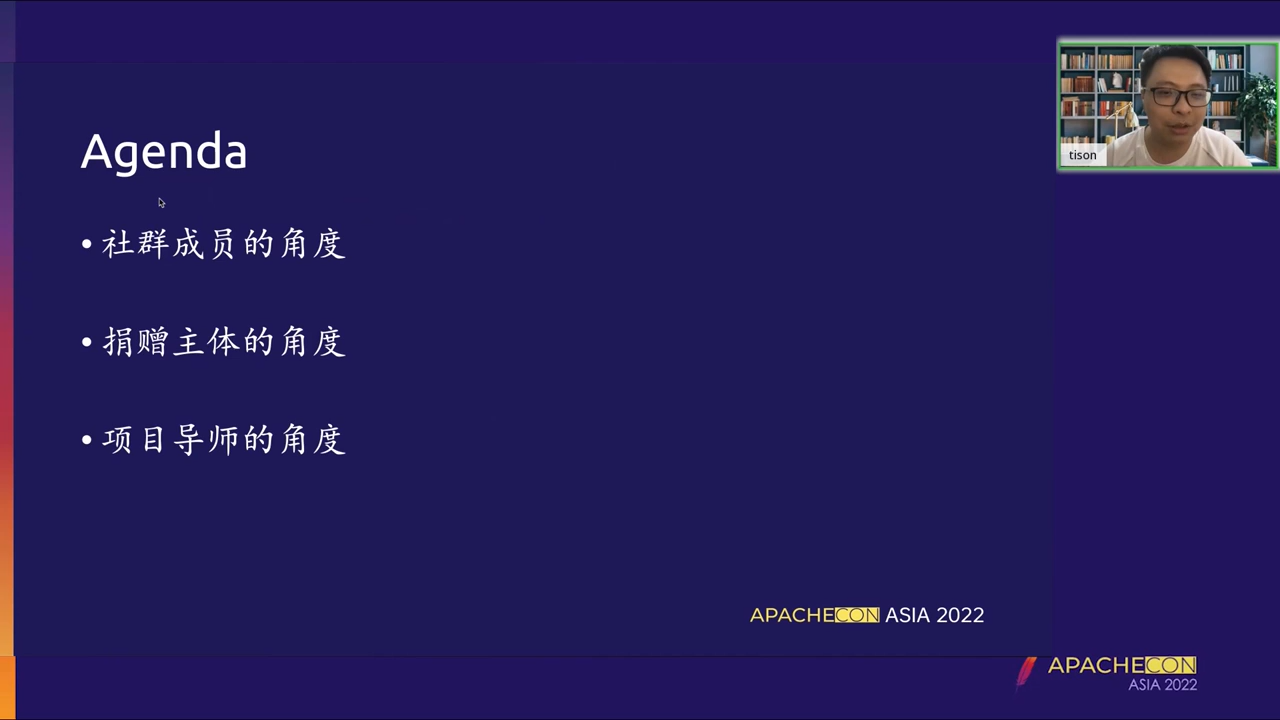 Agenda
• 社群成员的角度
• 捐赠主体的角度
• 项目导师的角度
tison
APACHECON ASIA 2022
APACHECON
ASIA 2022